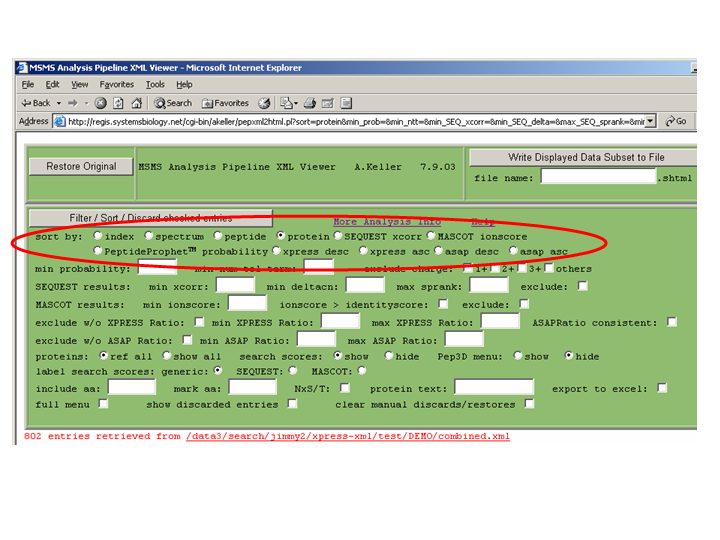 MSMS Analysis Pipeline XML Viewer - Microsoft Internet Explorer
File Edit View Favorites Tools Help
Back Search Favorites
Address http://regis.systemsbiology.net/cgi-bin/akeller/pepxml2html.pl?sort=protein&min_prob=&min_ntt=&min_SEQ_xcorr=&min_SEQ_delta=&max_SEQ_sprank=&mir Go
Restore Original MSMS Analysis Pipeline XML Viewer A.Keller 7.9.03 Write Displayed Data Subset to File
file name: .shtml
Filter / Sort / Discard checked entries More Analysis Info Help
sort by: index spectrum peptide protein SEQUEST xcorr MASCOT ionscore
PeptideProphet™ probability xpress desc xpress asc asap desc asap asc
min probability: min num tol term: exclude charge: 1+ 2+ 3+ others
SEQUEST results: min xcorr: min deltacn: max sprank: exclude:
MASCOT results: min ionscore: ionscore > identityscore: exclude:
exclude w/o XPRESS Ratio: min XPRESS Ratio: max XPRESS Ratio: ASAPRatio consistent:
exclude w/o ASAP Ratio: min ASAP Ratio: max ASAP Ratio:
proteins: ref all show all search scores: show hide Pep3D menu: show hide
label search scores: generic: SEQUEST: MASCOT:
include aa: mark aa: NxS/T: protein text: export to excel:
full menu show discarded entries clear manual discards/restores
802 entries retrieved from /data3/search/jimmy2/xpress-xml/test/DEMO/combined.xml